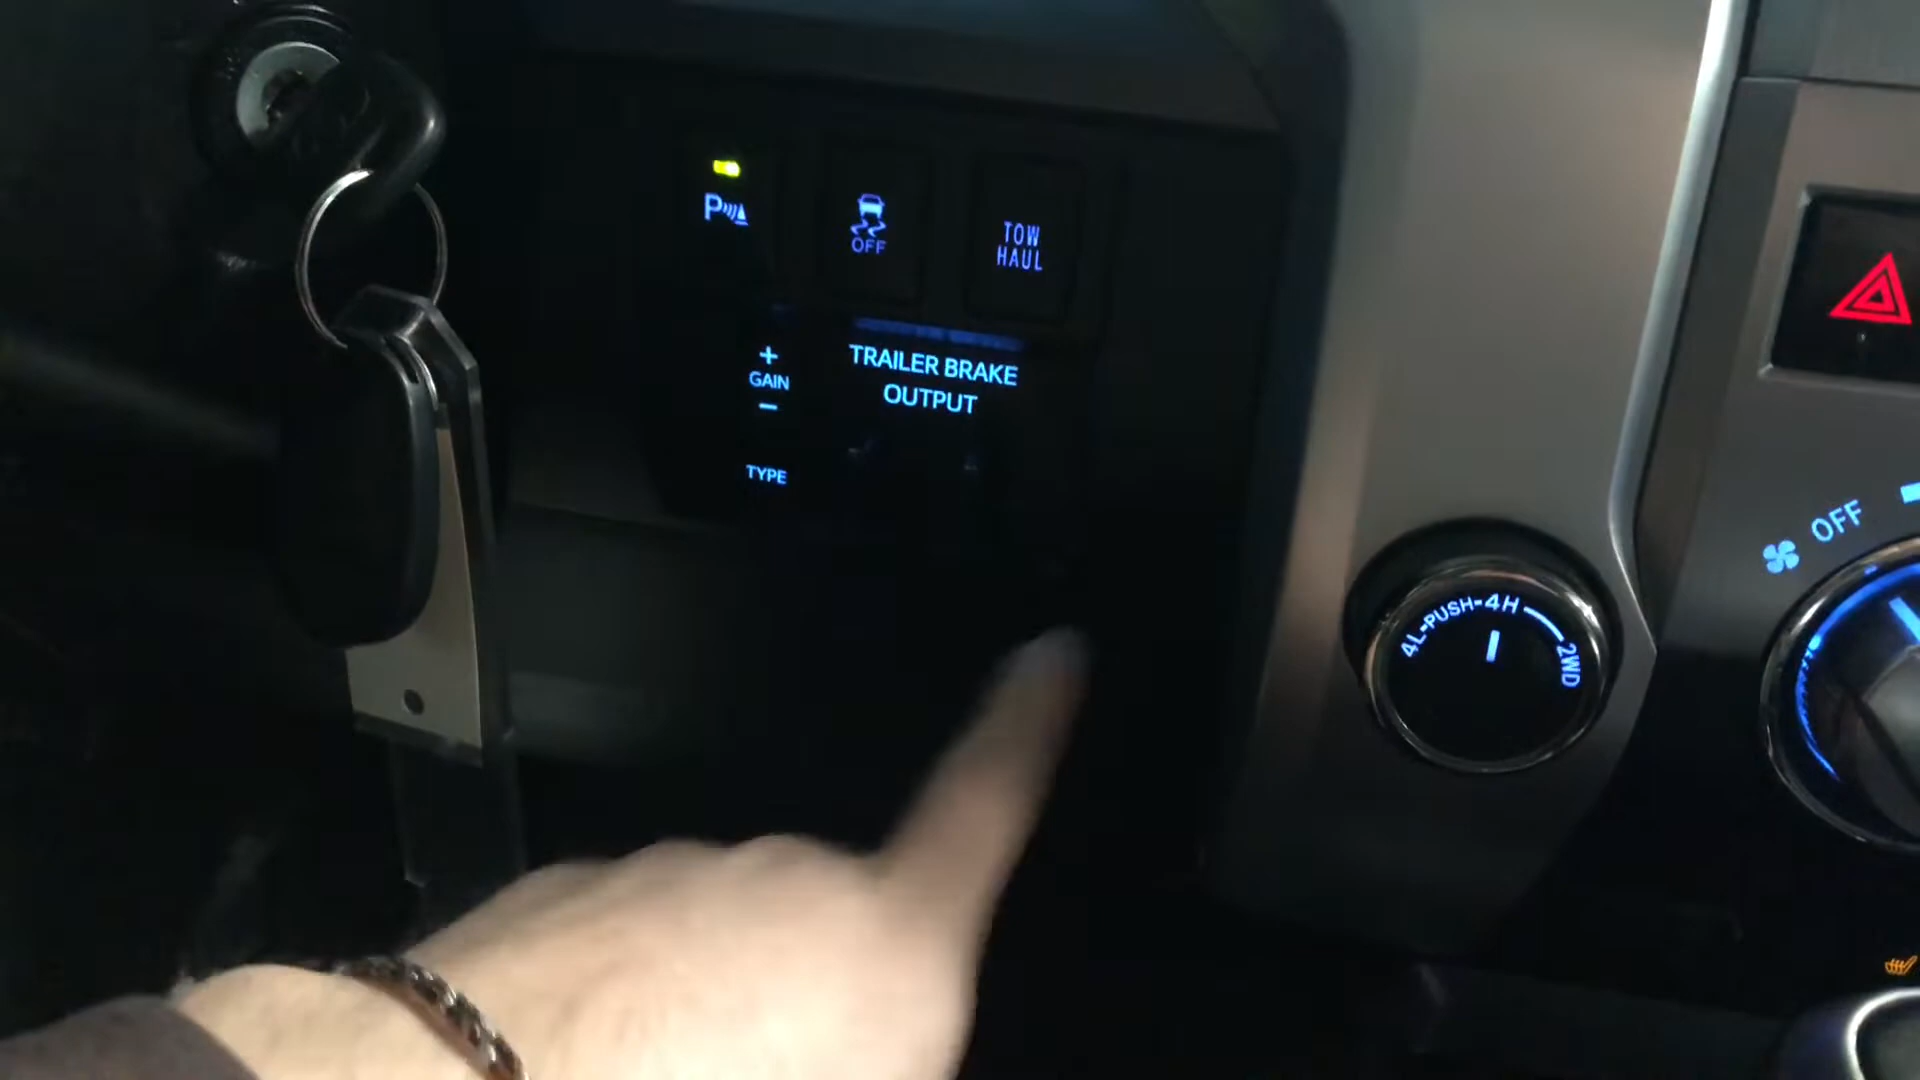 P
OFF
TOW
HAUL
+
GAIN
-
TRAILER BRAKE
OUTPUT
TYPE
4L-PUSH-4H
2WD
OFF